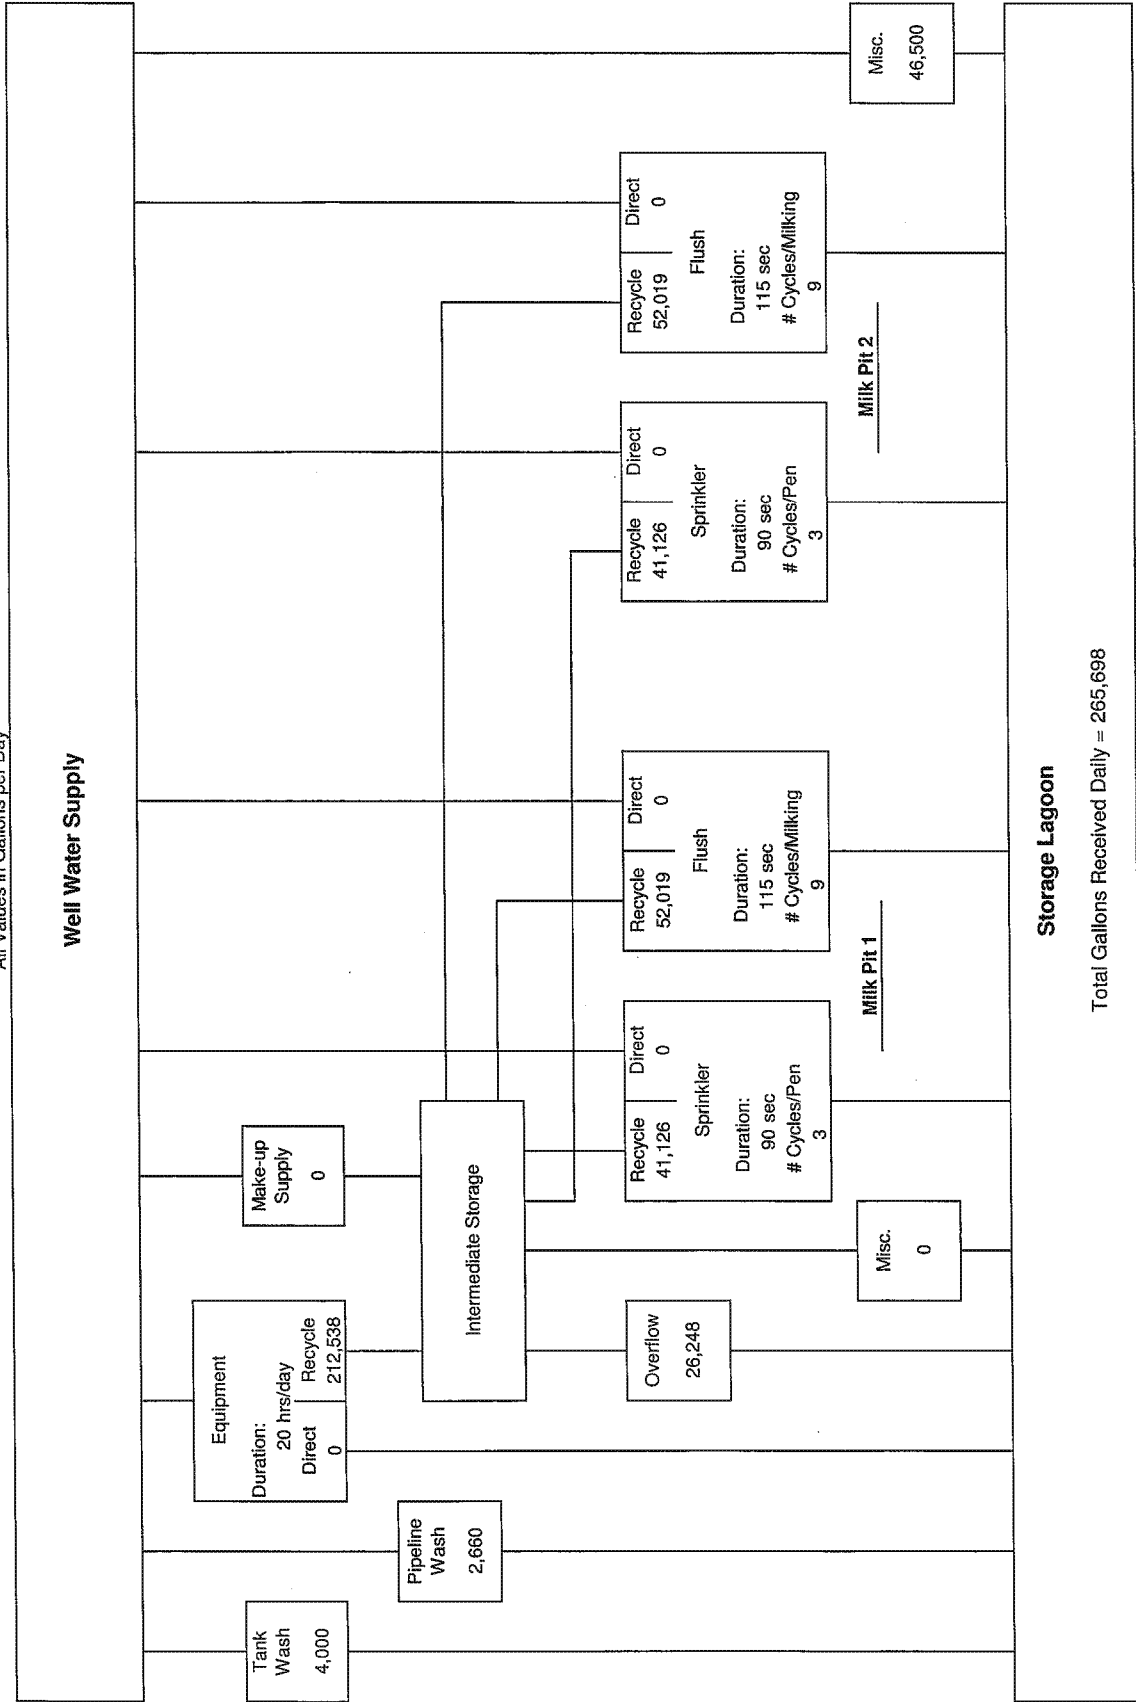 All Values in Gallons per Day
Well Water Supply
Tank
Wash
4,000
Pipeline
Wash
2,660
Equipment
Duration:
20 hrs/day
Direct
0
Recycle
212,538
Make-up
Supply
0
Intermediate Storage
Overflow
26,248
Misc.
0
Recycle
41,126
Direct
0
Sprinkler
Duration:
90 sec
# Cycles/Pen
3
Recycle
52,019
Direct
0
Flush
Duration:
115 sec
# Cycles/Milking
9
Milk Pit 1
Recycle
41,126
Direct
0
Sprinkler
Duration:
90 sec
# Cycles/Pen
3
Recycle
52,019
Direct
0
Flush
Duration:
115 sec
# Cycles/Milking
9
Milk Pit 2
Misc.
46,500
Storage Lagoon
Total Gallons Received Daily = 265,698